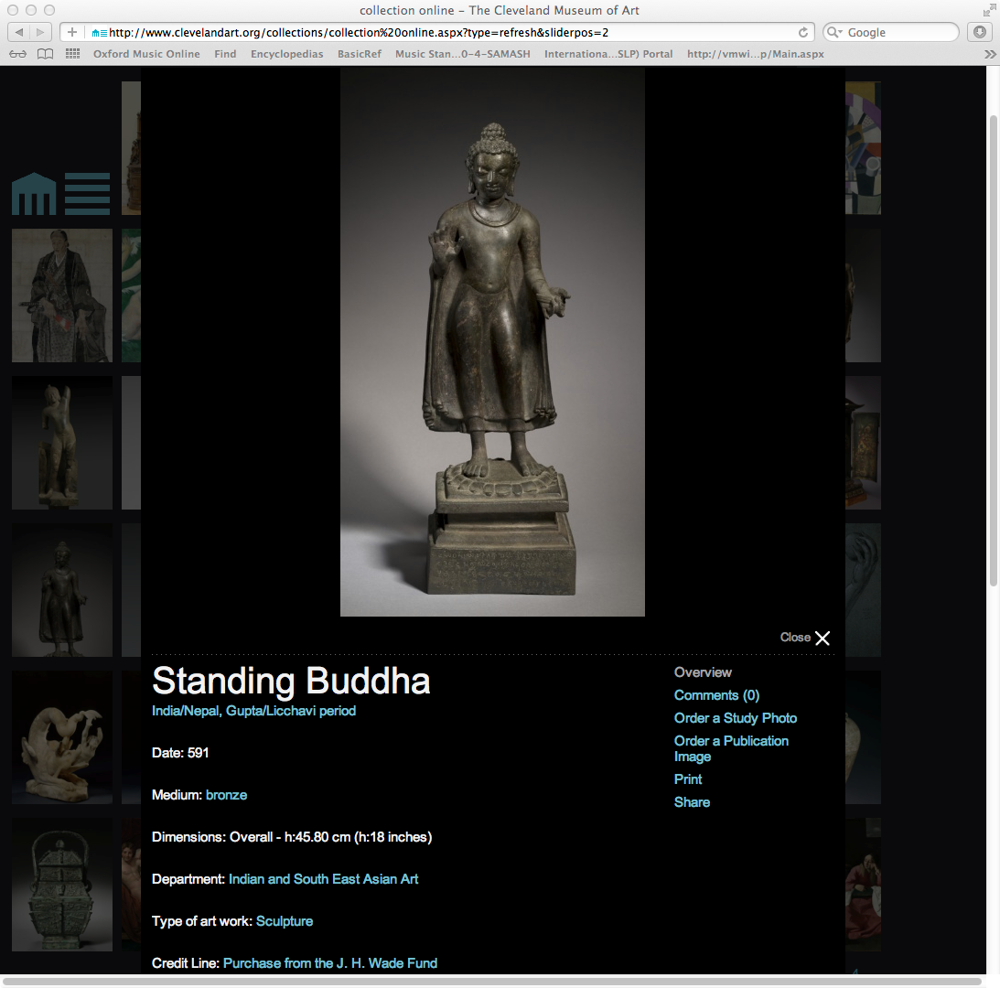 collection online – The Cleveland Museum of Art
http://www.clevelandart.org/collections/collection%20online.aspx?type=refresh&sliderpos=2
Google
Oxford Music Online Find Encyclopedias BasicRef Music Stan...0-4-SAMASH Internationa...SLP) Portal http://vmwi...p/Main.aspx
Close
Standing Buddha
India/Nepal, Gupta/Licchavi period
Date: 591
Medium: bronze
Dimensions: Overall - h:45.80 cm (h:18 inches)
Department: Indian and South East Asian Art
Type of art work: Sculpture
Credit Line: Purchase from the J. H. Wade Fund
Overview
Comments (0)
Order a Study Photo
Order a Publication
Image
Print
Share